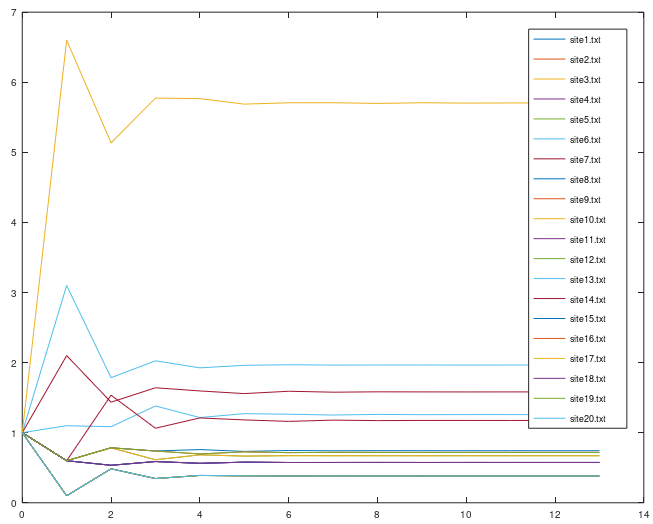 7
6
5
4
3
2
1
0
0 2 4 6 8 10 12 14
site1.txt
site2.txt
site3.txt
site4.txt
site5.txt
site6.txt
site7.txt
site8.txt
site9.txt
site10.txt
site11.txt
site12.txt
site13.txt
site14.txt
site15.txt
site16.txt
site17.txt
site18.txt
site19.txt
site20.txt